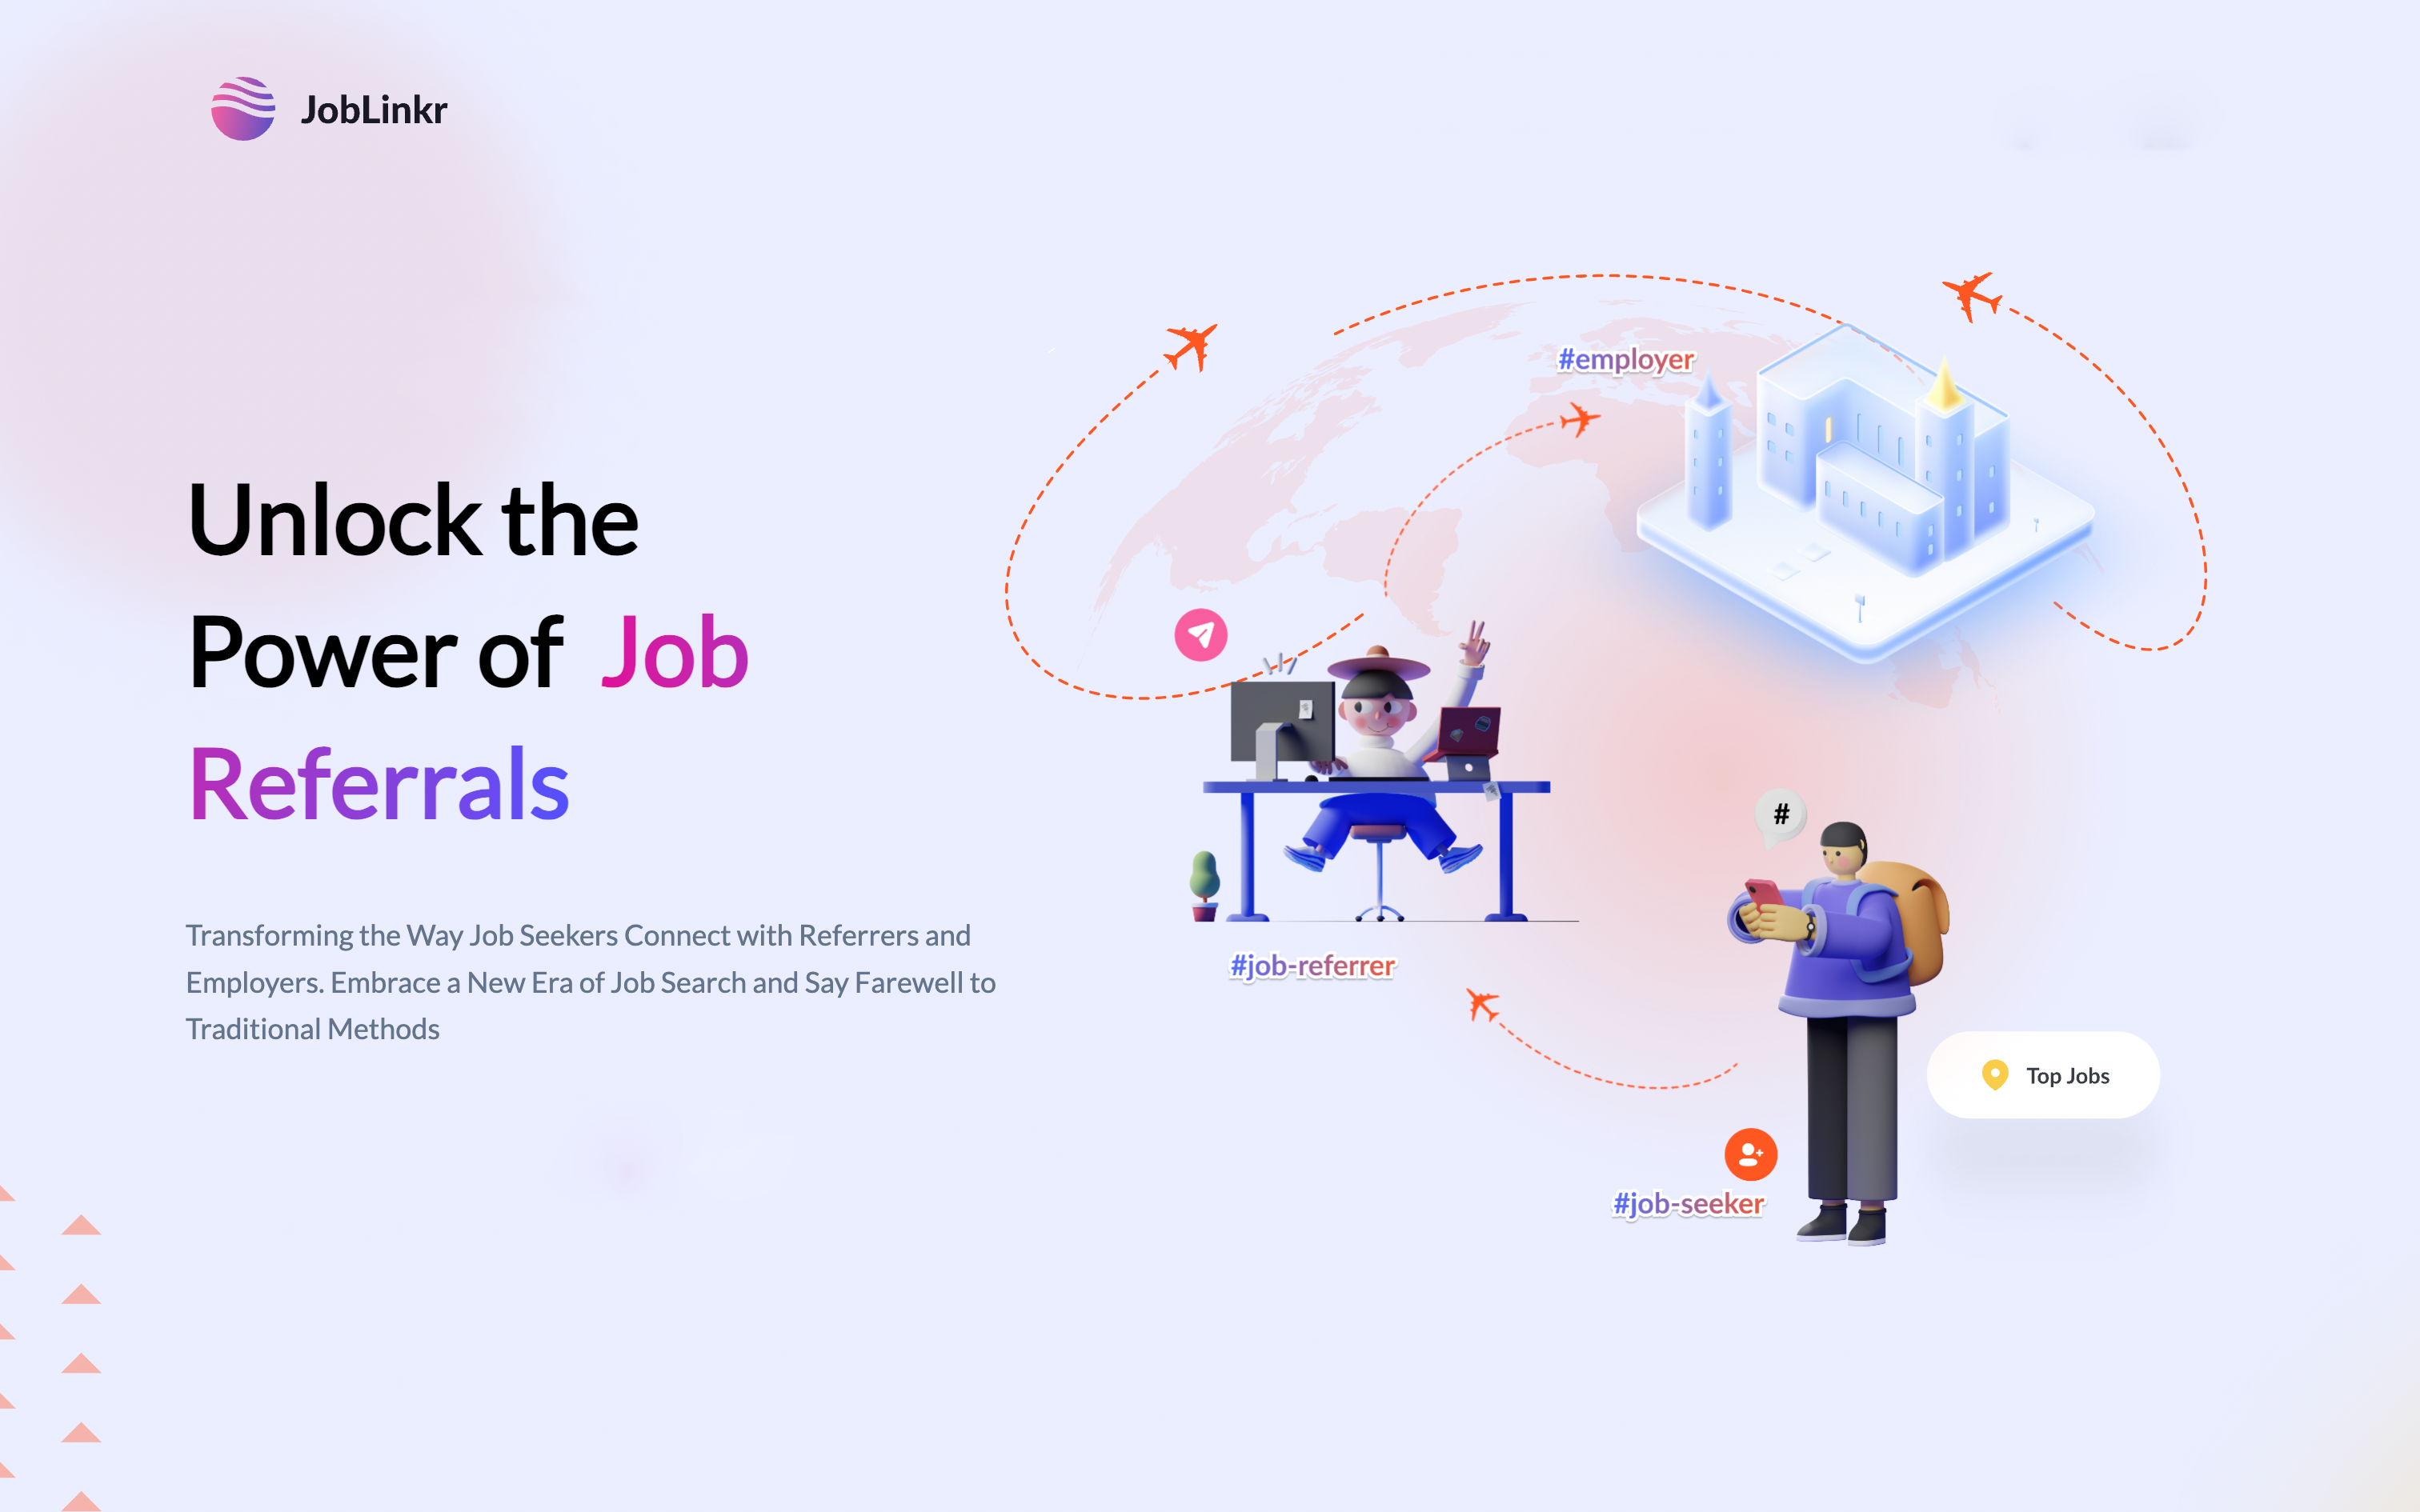 JobLinkr
Unlock the
Power of Job
Referrals
Transforming the Way Job Seekers Connect with Referrers and
Employers. Embrace a New Era of Job Search and Say Farewell to
Traditional Methods
#employer
#job-referrer
#
Top Jobs
#job-seeker